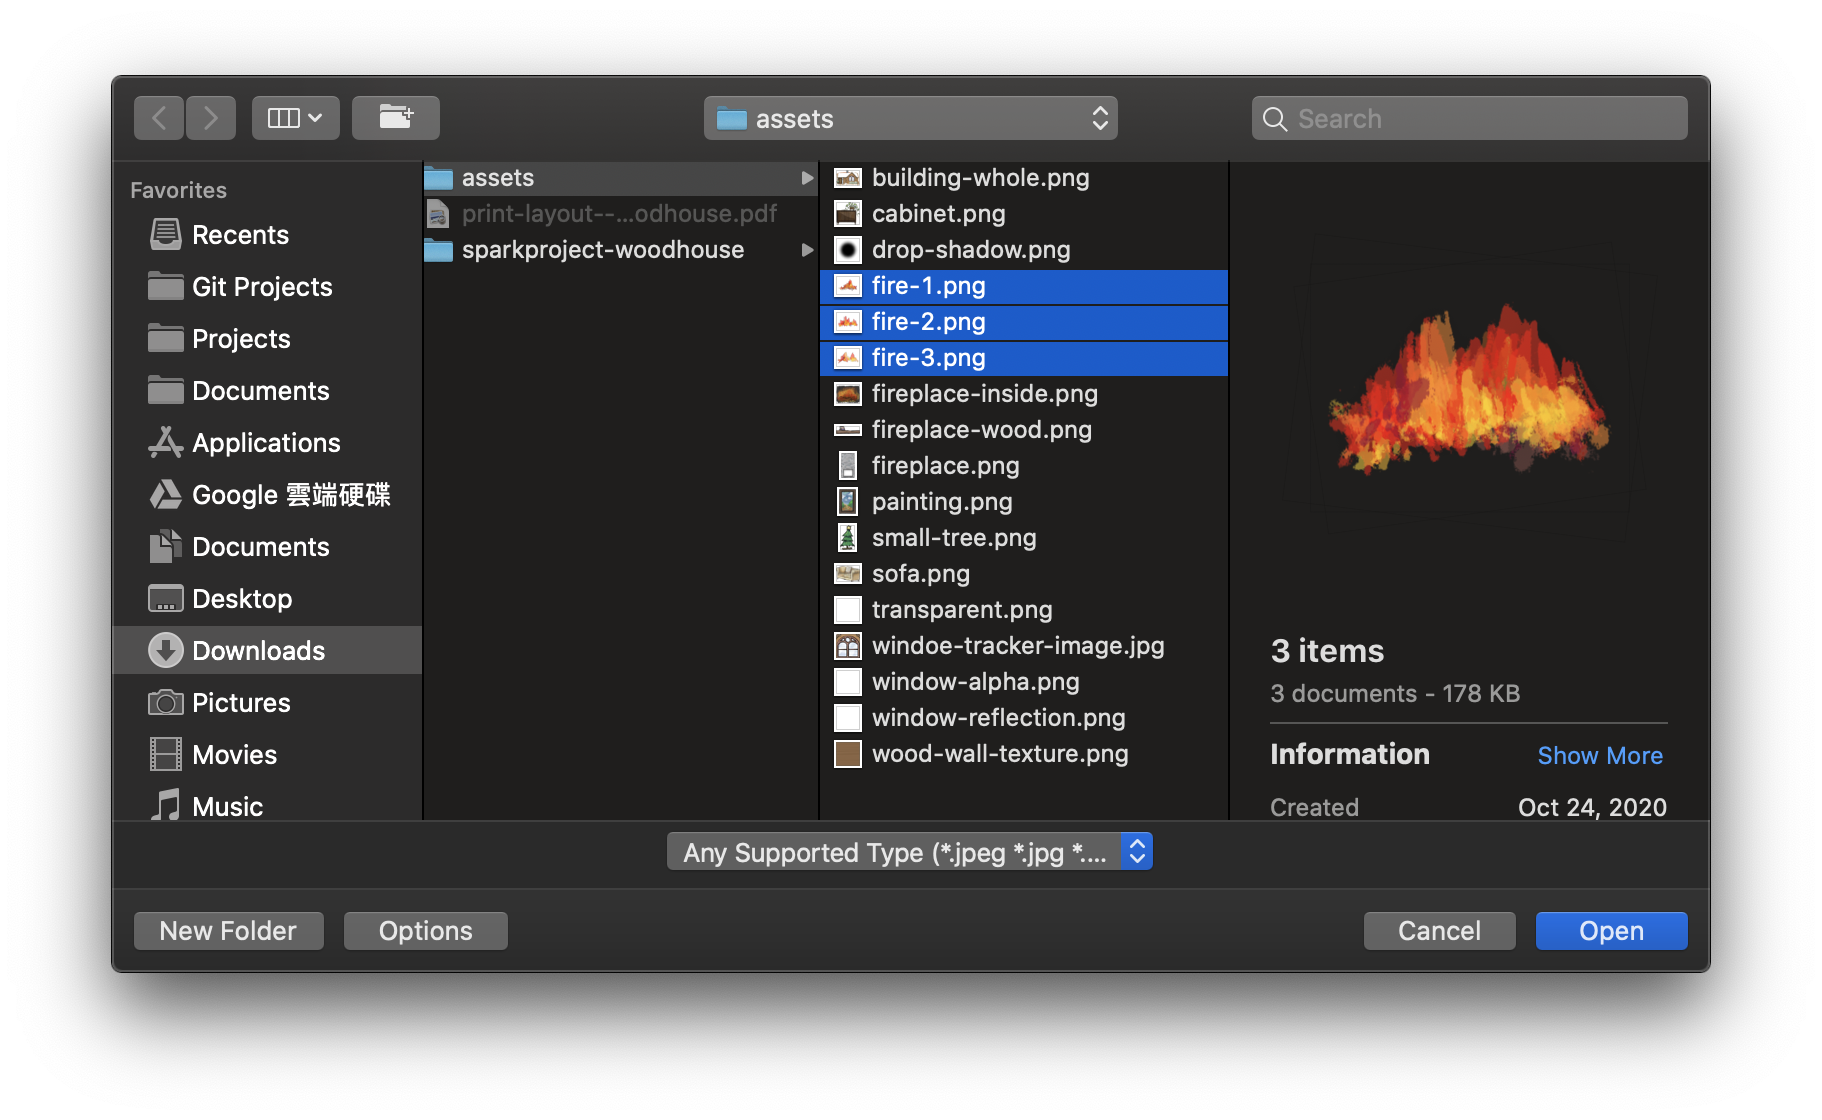 assets
Search
Favorites
Recents
Git Projects
Projects
Documents
Applications
Google 雲端硬碟
Documents
Desktop
Downloads
Pictures
Movies
Music
assets
print-layout--...odhouse.pdf
sparkproject-woodhouse
building-whole.png
cabinet.png
drop-shadow.png
fire-1.png
fire-2.png
fire-3.png
fireplace-inside.png
fireplace-wood.png
fireplace.png
painting.png
small-tree.png
sofa.png
transparent.png
windoe-tracker-image.jpg
window-alpha.png
window-reflection.png
wood-wall-texture.png
3 items
3 documents - 178 KB
Information
Show More
Created
Oct 24, 2020
Any Supported Type (*.jpeg *.jpg *....
New Folder
Options
Cancel
Open